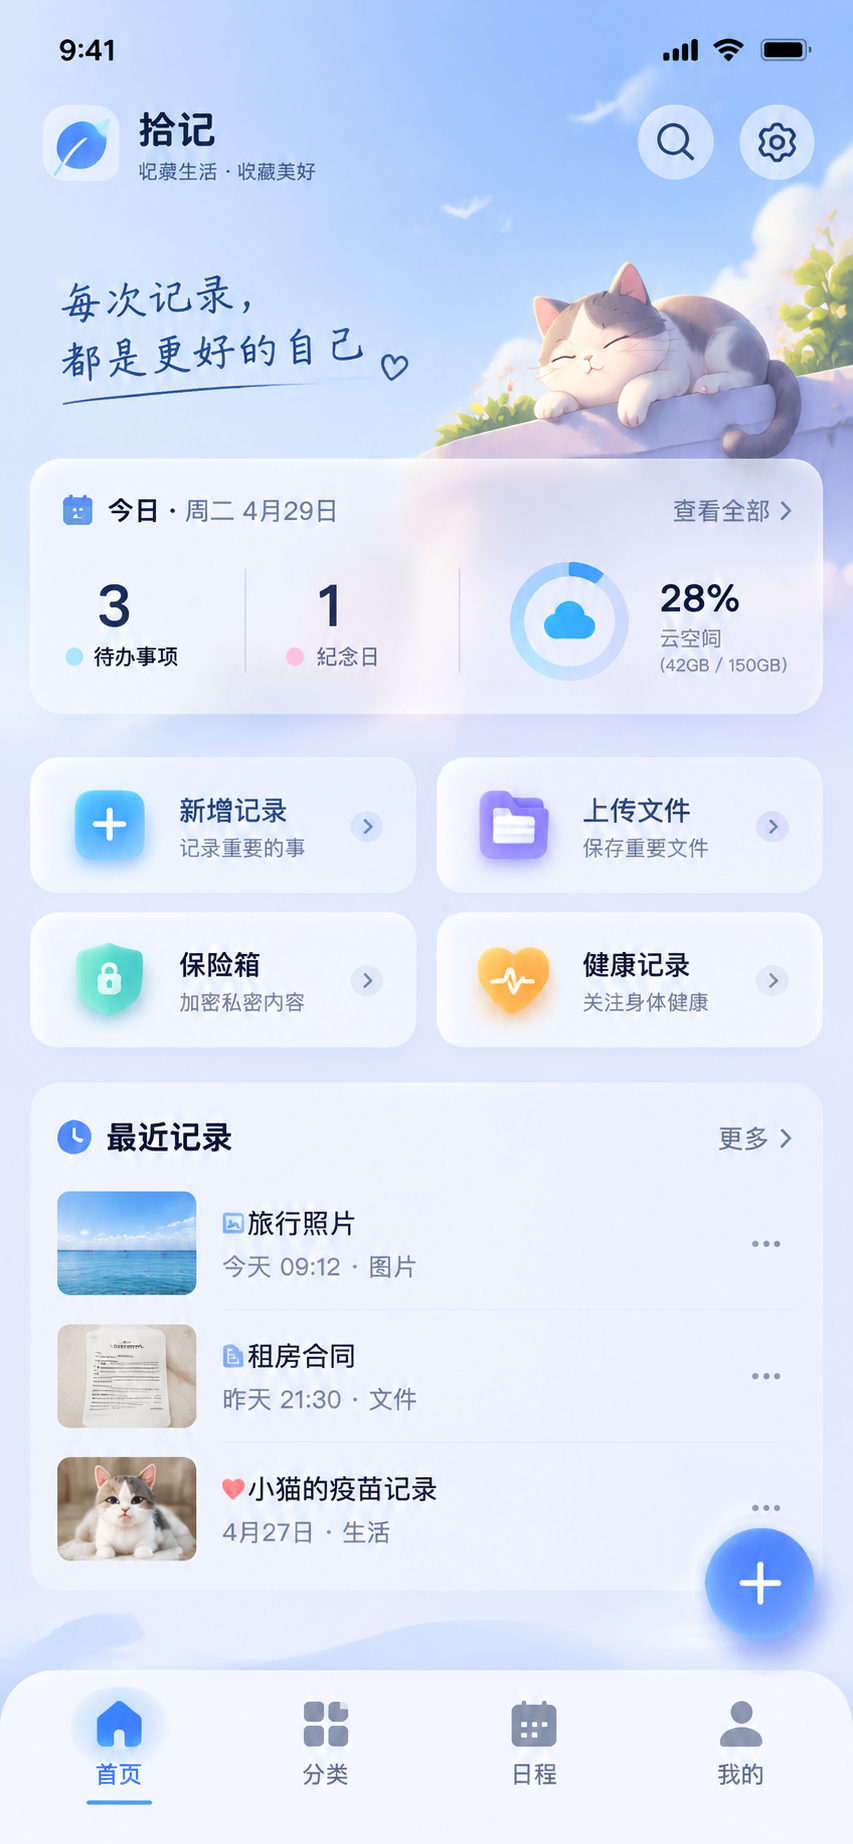 9:41
拾记
记录生活 · 收藏美好
每次记录，
都是更好的自己
今日 · 周二 4月29日
查看全部
3
待办事项
1
纪念日
28%
云空间
(42GB / 150GB)
新增记录
记录重要的事
上传文件
保存重要文件
保险箱
加密私密内容
健康记录
关注身体健康
最近记录
更多
旅行照片
今天 09:12 · 图片
租房合同
昨天 21:30 · 文件
小猫的疫苗记录
4月27日 · 生活
首页
分类
日程
我的